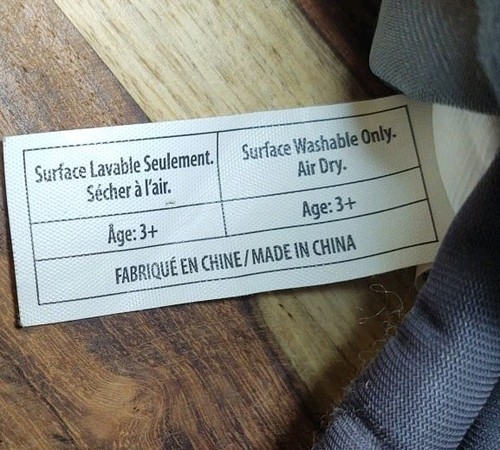 Surface Lavable Seulement.
Sécher à l'air.
Surface Washable Only.
Air Dry.
Âge: 3+
Age: 3+
FABRIQUÉ EN CHINE / MADE IN CHINA